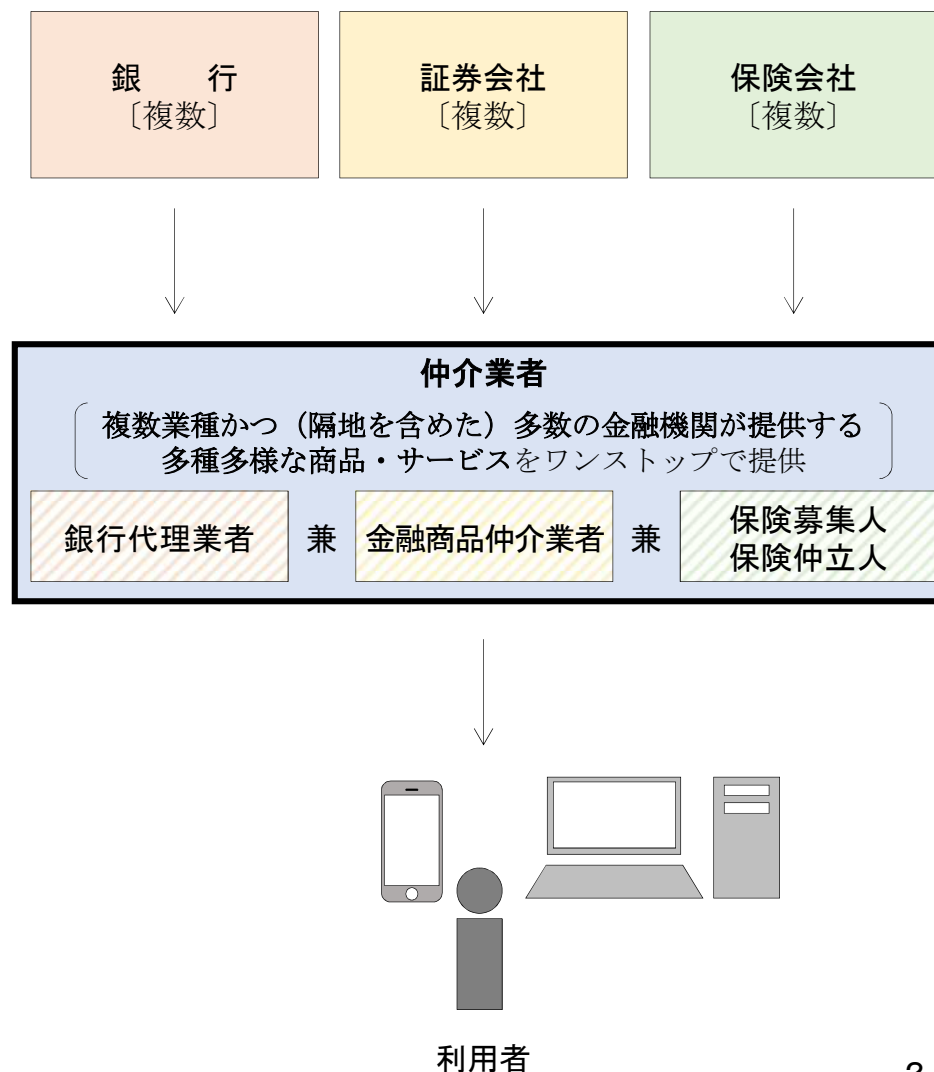 銀　　行
〔複数〕
証券会社
〔複数〕
保険会社
〔複数〕
仲介業者
複数業種かつ（隔地を含めた）多数の金融機関が提供する
多種多様な商品・サービスをワンストップで提供
銀行代理業者
兼
金融商品仲介業者
兼
保険募集人
保険仲立人
利用者